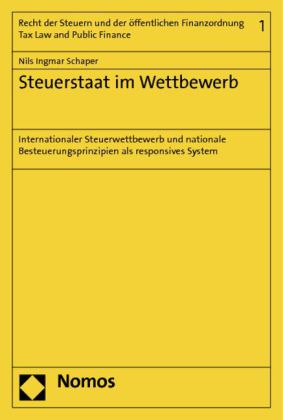 Recht der Steuern und der öffentlichen Finanzordnung 1
Tax Law and Public Finance
Nils Ingmar Schaper
Steuerstaat im Wettbewerb
Internationaler Steuerwettbewerb und nationale
Besteuerungsprinzipien als responsives System
Nomos